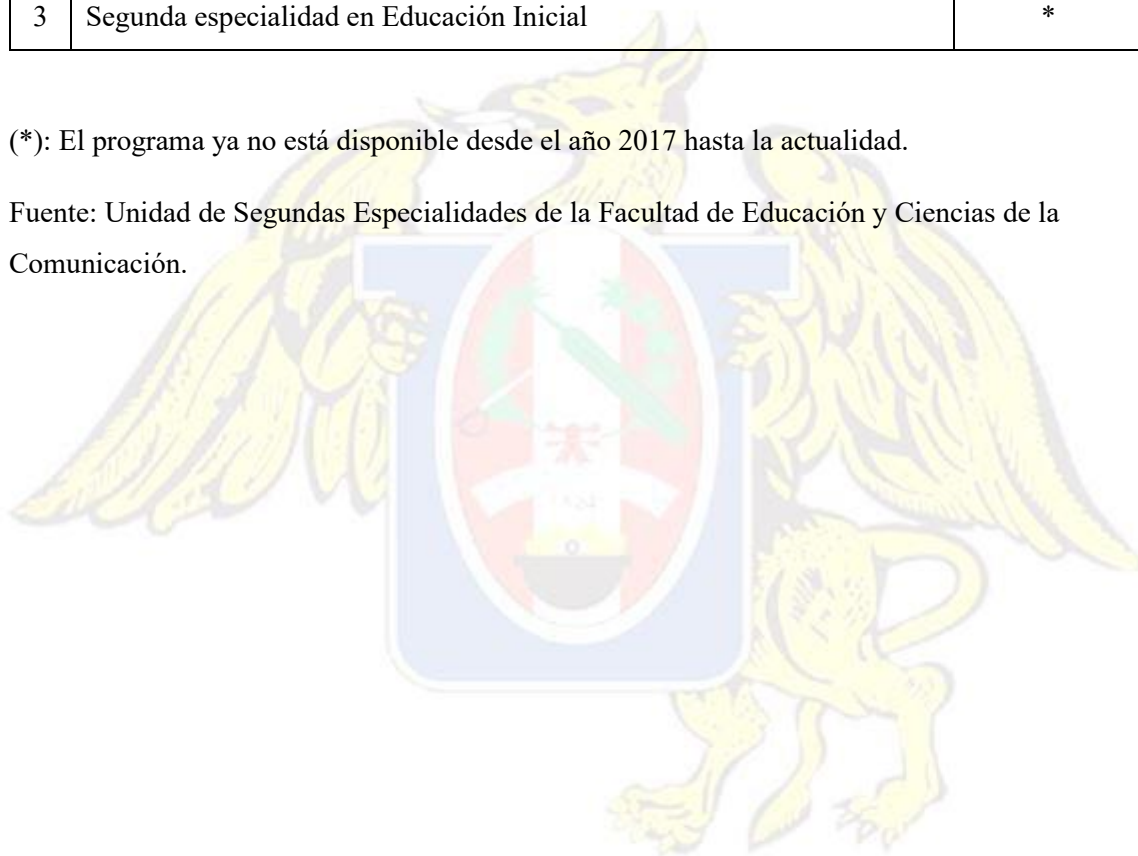 3 Segunda especialidad en Educación Inicial *
(*): El programa ya no está disponible desde el año 2017 hasta la actualidad.
Fuente: Unidad de Segundas Especialidades de la Facultad de Educación y Ciencias de la
Comunicación.